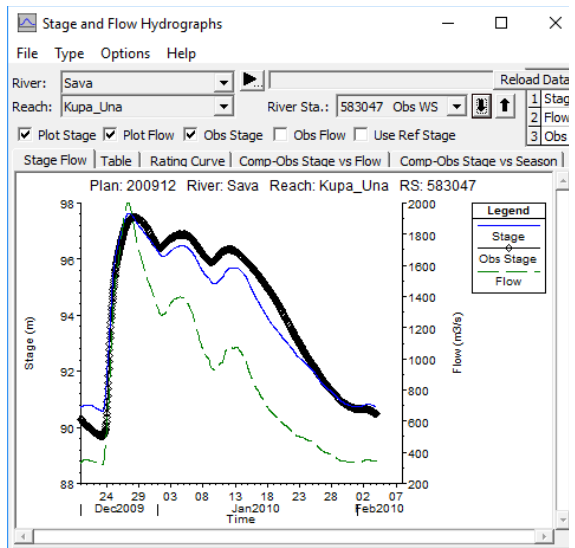 Stage and Flow Hydrographs
File Type Options Help
River: Sava Reload Data
Reach: Kupa_Una River Sta.: 583047 Obs WS
1 Stag
2 Flow
3 Obs
Plot Stage Plot Flow Obs Stage Obs Flow Use Ref Stage
Stage Flow Table Rating Curve Comp-Obs Stage vs Flow Comp-Obs Stage vs Season
Plan: 200912 River: Sava Reach: Kupa_Una RS: 583047
98
96
94
92
90
88
Stage (m)
2000
1800
1600
1400
1200
1000
800
600
400
200
Flow (m3/s)
Legend
Stage
Obs Stage
Flow
24 29 03 08 13 18 23 28 02 07
Dec2009 Jan2010 Feb2010
Time